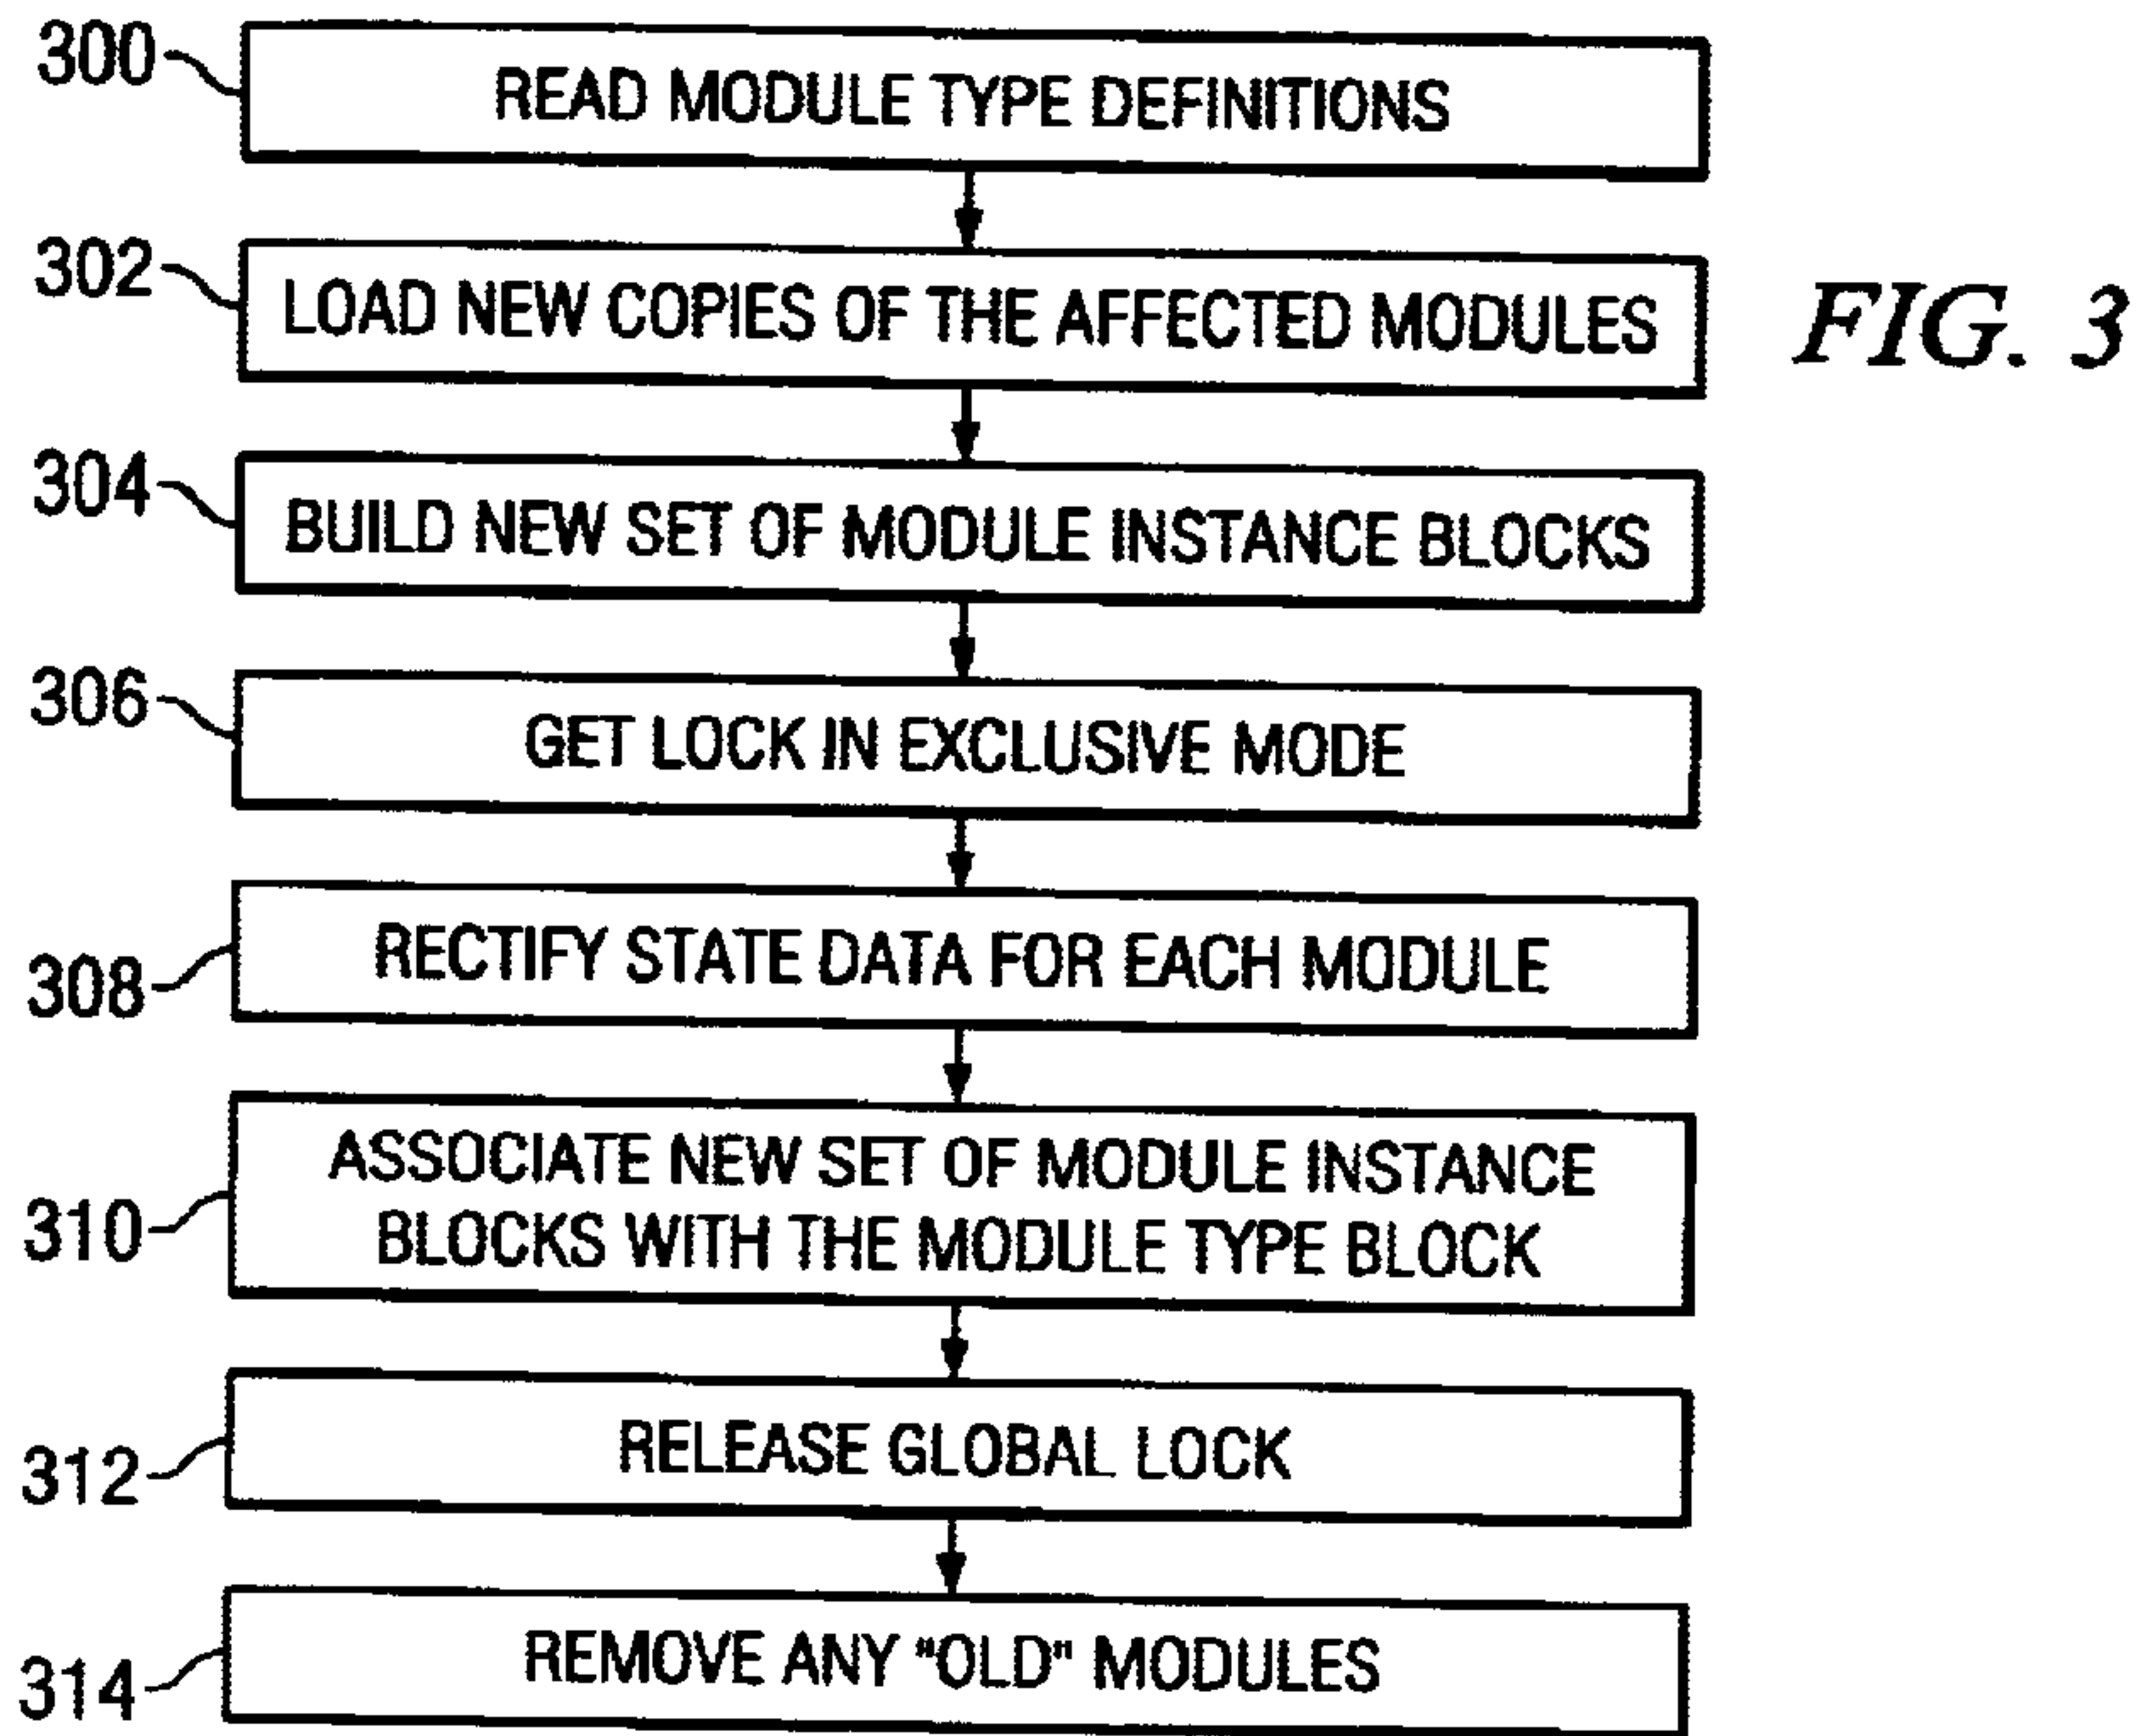 300
READ MODULE TYPE DEFINITIONS
302
LOAD NEW COPIES OF THE AFFECTED MODULES
FIG. 3
304
BUILD NEW SET OF MODULE INSTANCE BLOCKS
306
GET LOCK IN EXCLUSIVE MODE
308
RECTIFY STATE DATA FOR EACH MODULE
310
ASSOCIATE NEW SET OF MODULE INSTANCE
BLOCKS WITH THE MODULE TYPE BLOCK
312
RELEASE GLOBAL LOCK
314
REMOVE ANY "OLD" MODULES